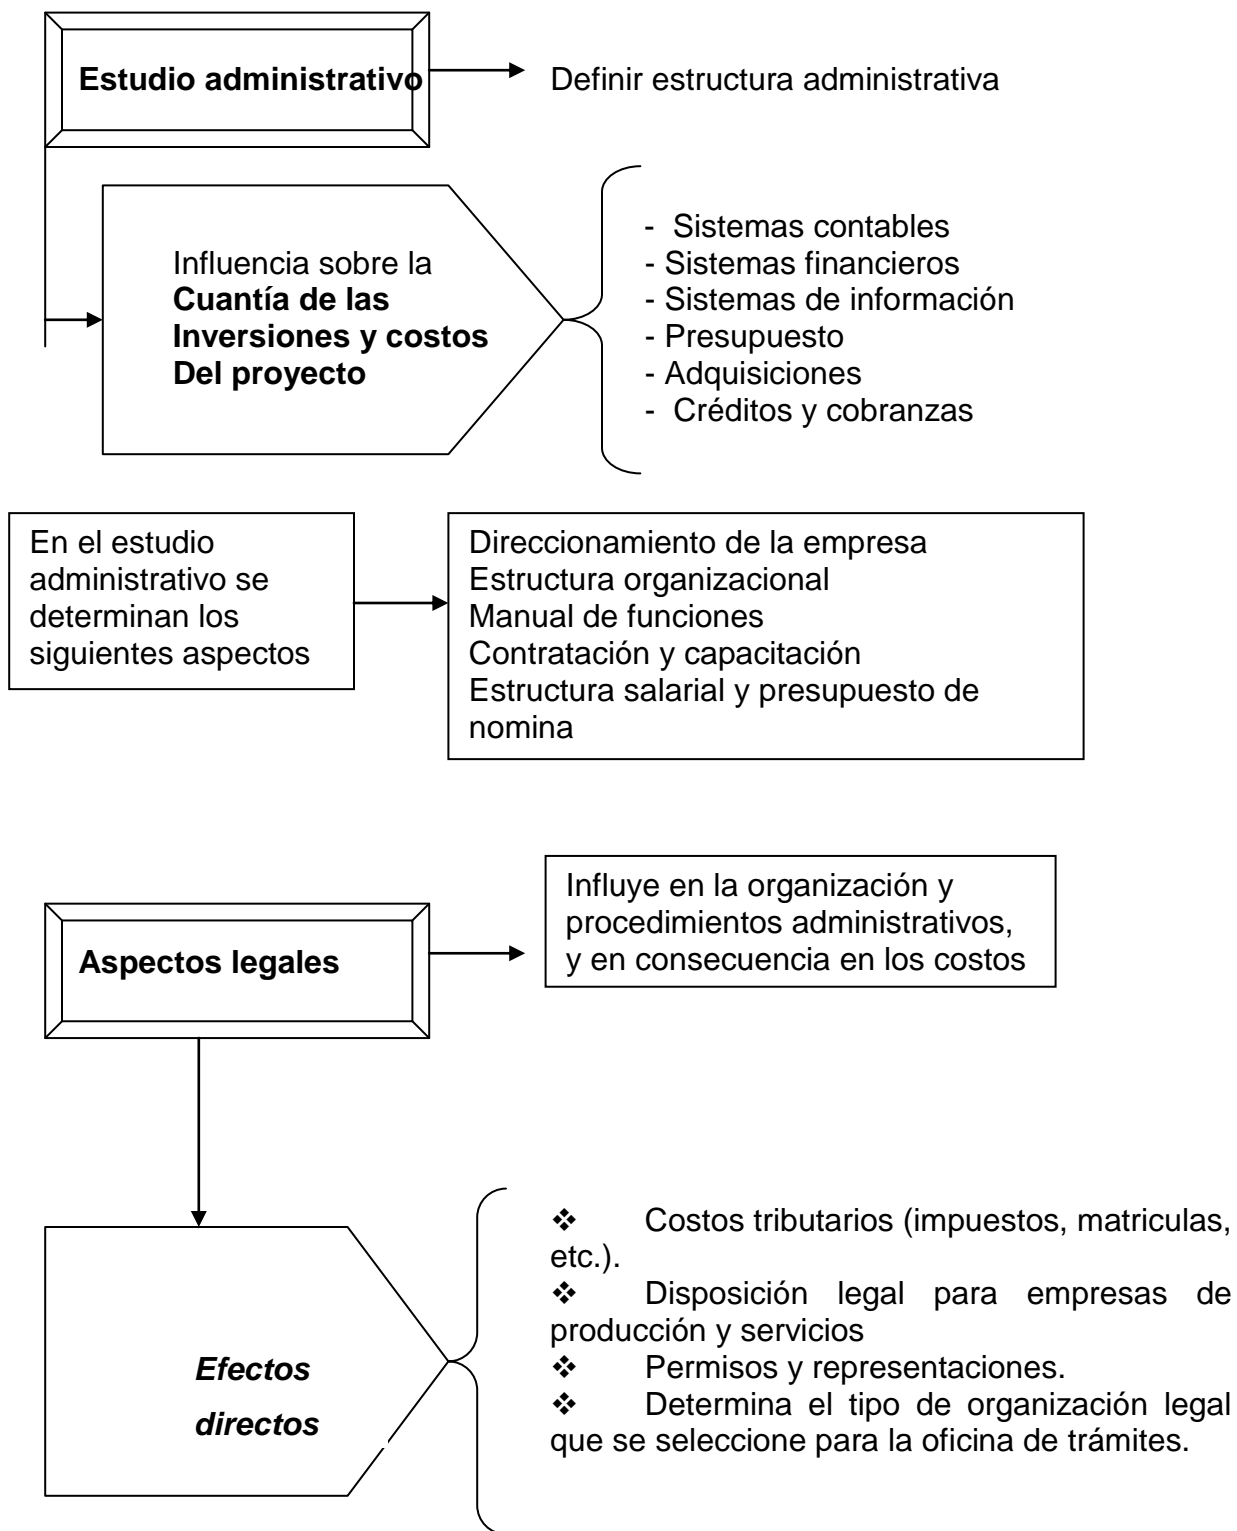 Estudio administrativo
Definir estructura administrativa
Influencia sobre la
Cuantía de las
Inversiones y costos
Del proyecto
- Sistemas contables
- Sistemas financieros
- Sistemas de información
- Presupuesto
- Adquisiciones
- Créditos y cobranzas
En el estudio
administrativo se
determinan los
siguientes aspectos
Direccionamiento de la empresa
Estructura organizacional
Manual de funciones
Contratación y capacitación
Estructura salarial y presupuesto de
nomina
Aspectos legales
Influye en la organización y
procedimientos administrativos,
y en consecuencia en los costos
Efectos
directos
❖ Costos tributarios (impuestos, matriculas,
etc.).
❖ Disposición legal para empresas de
producción y servicios
❖ Permisos y representaciones.
❖ Determina el tipo de organización legal
que se seleccione para la oficina de trámites.